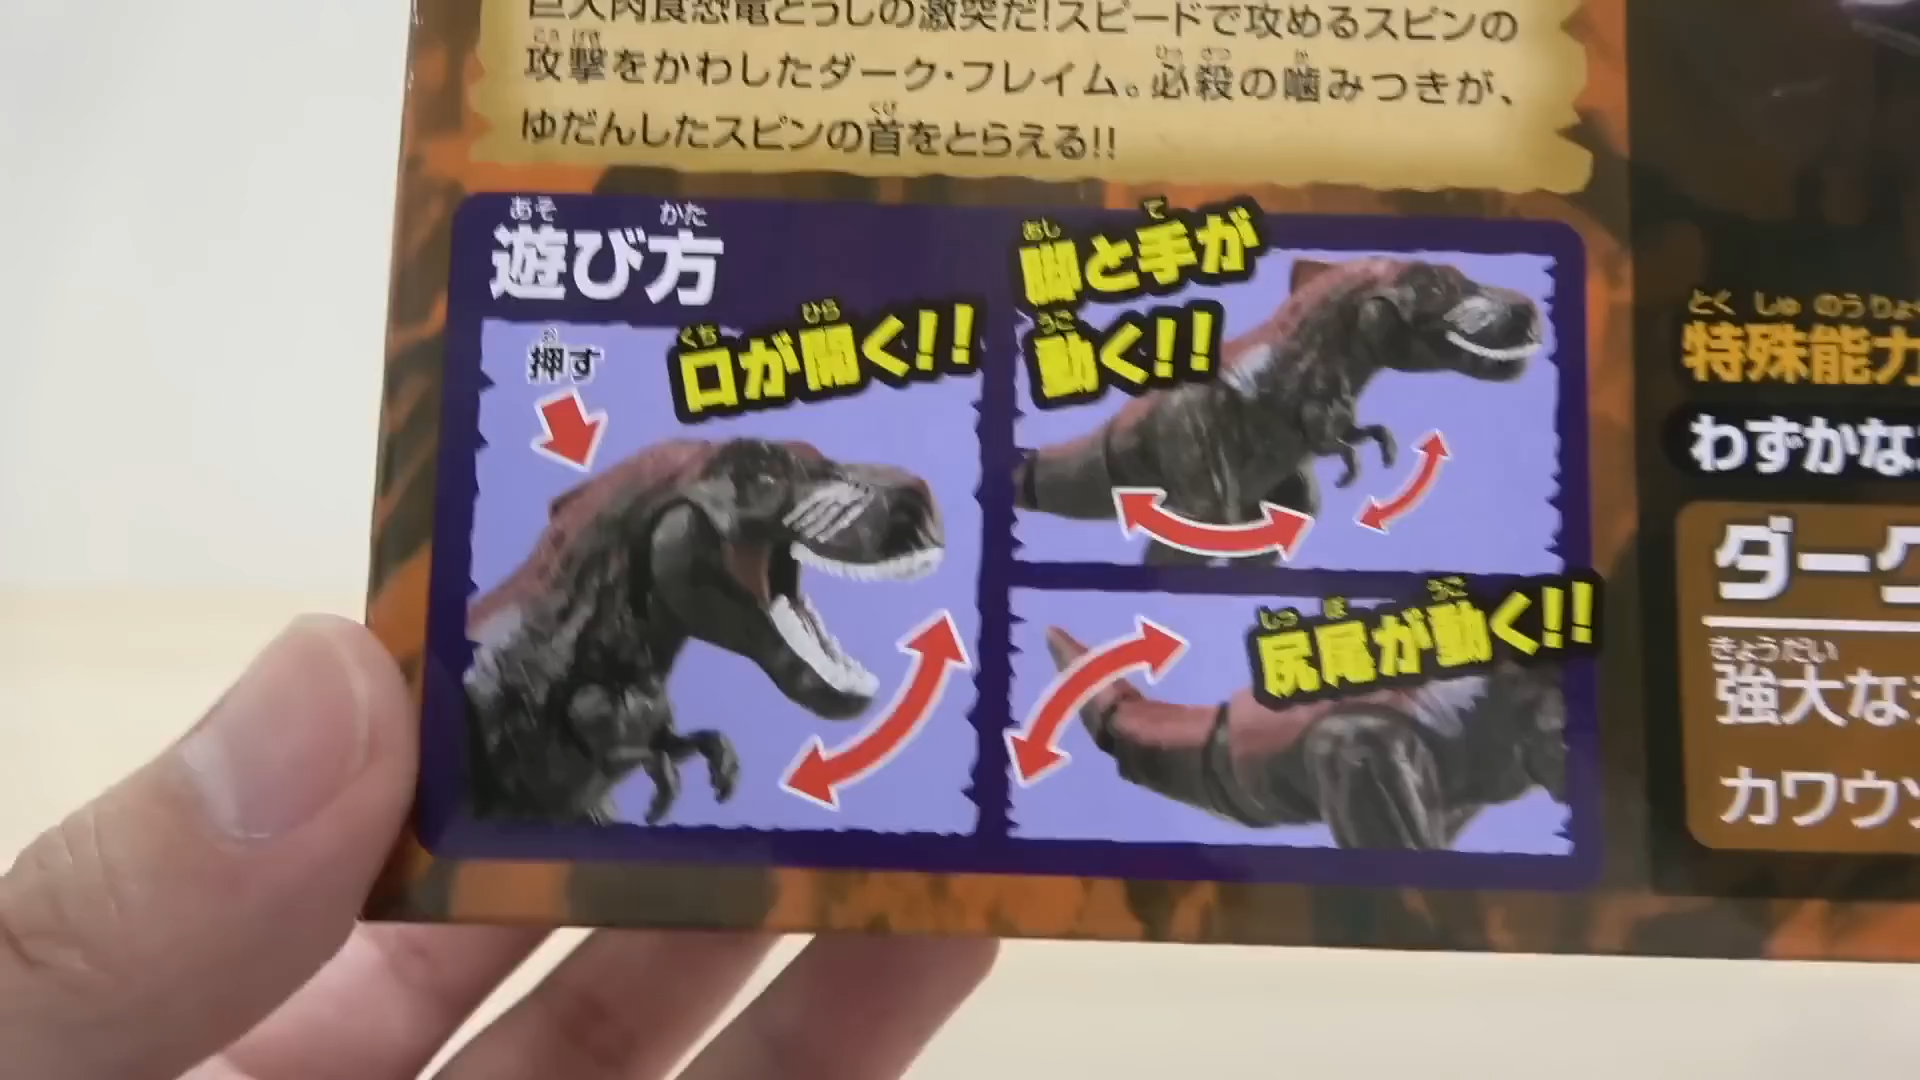 巨大肉食恐竜どうしの激突だ!スピードで攻めるスピンの
攻撃をかわしたダーク・フレイム。必殺の噛みつきが、
ゆだんしたスピンの首をとらえる!!
遊び方
押す
口が開く!!
脚と手が
動く!!
尻尾が動く!!
特殊能力
わずかな
ダーク
強大な
カワウソ